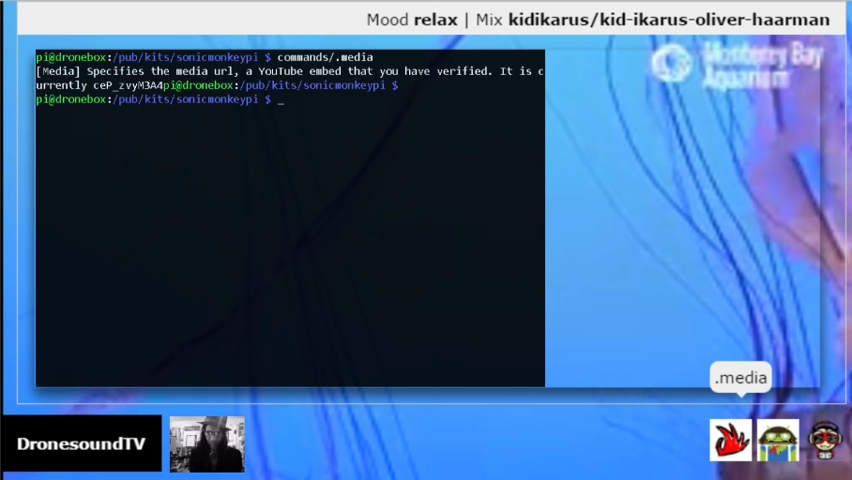 Mood relax | Mix kidikarus/kid-ikarus-oliver-haarman
pi@dronebox:/pub/kits/sonicmonkeypi $ commands/.media
[Media] Specifies the media url, a YouTube embed that you have verified. It is c
urrently ceP_zvyM3A4pi@dronebox:/pub/kits/sonicmonkeypi $
pi@dronebox:/pub/kits/sonicmonkeypi $ _
Monterey Bay
Aquarium
.media
DronesoundTV